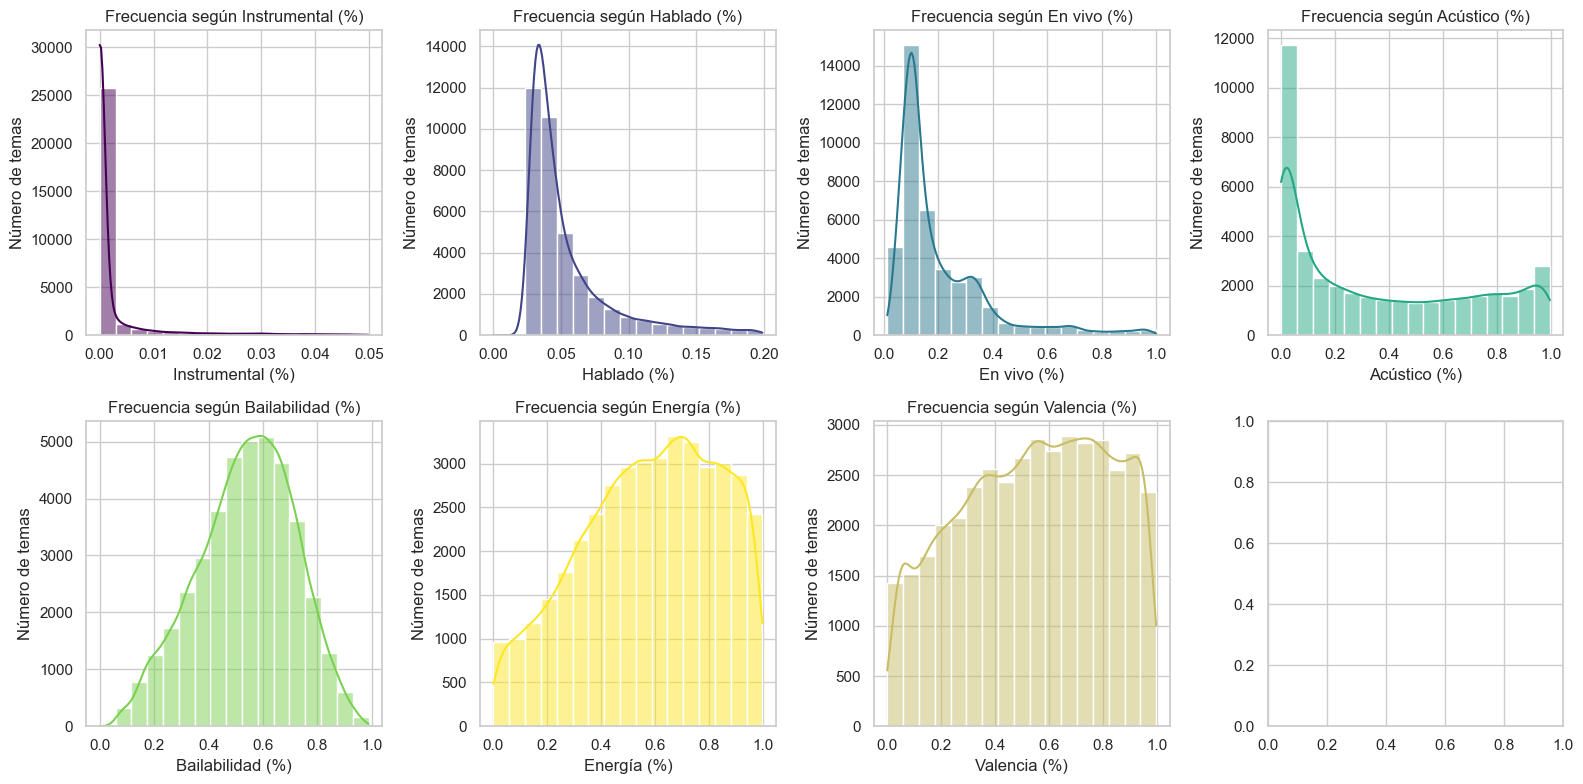 Frecuencia según Instrumental (%)
Número de temas
30000
25000
20000
15000
10000
5000
0
0.00 0.01 0.02 0.03 0.04 0.05
Instrumental (%)
Frecuencia según Hablado (%)
Número de temas
14000
12000
10000
8000
6000
4000
2000
0
0.00 0.05 0.10 0.15 0.20
Hablado (%)
Frecuencia según En vivo (%)
Número de temas
14000
12000
10000
8000
6000
4000
2000
0
0.0 0.2 0.4 0.6 0.8 1.0
En vivo (%)
Frecuencia según Acústico (%)
Número de temas
12000
10000
8000
6000
4000
2000
0
0.0 0.2 0.4 0.6 0.8 1.0
Acústico (%)
Frecuencia según Bailabilidad (%)
Número de temas
5000
4000
3000
2000
1000
0
0.0 0.2 0.4 0.6 0.8 1.0
Bailabilidad (%)
Frecuencia según Energía (%)
Número de temas
3000
2500
2000
1500
1000
500
0
0.0 0.2 0.4 0.6 0.8 1.0
Energía (%)
Frecuencia según Valencia (%)
Número de temas
3000
2500
2000
1500
1000
500
0
0.0 0.2 0.4 0.6 0.8 1.0
Valencia (%)
1.0
0.8
0.6
0.4
0.2
0.0
0.0 0.2 0.4 0.6 0.8 1.0